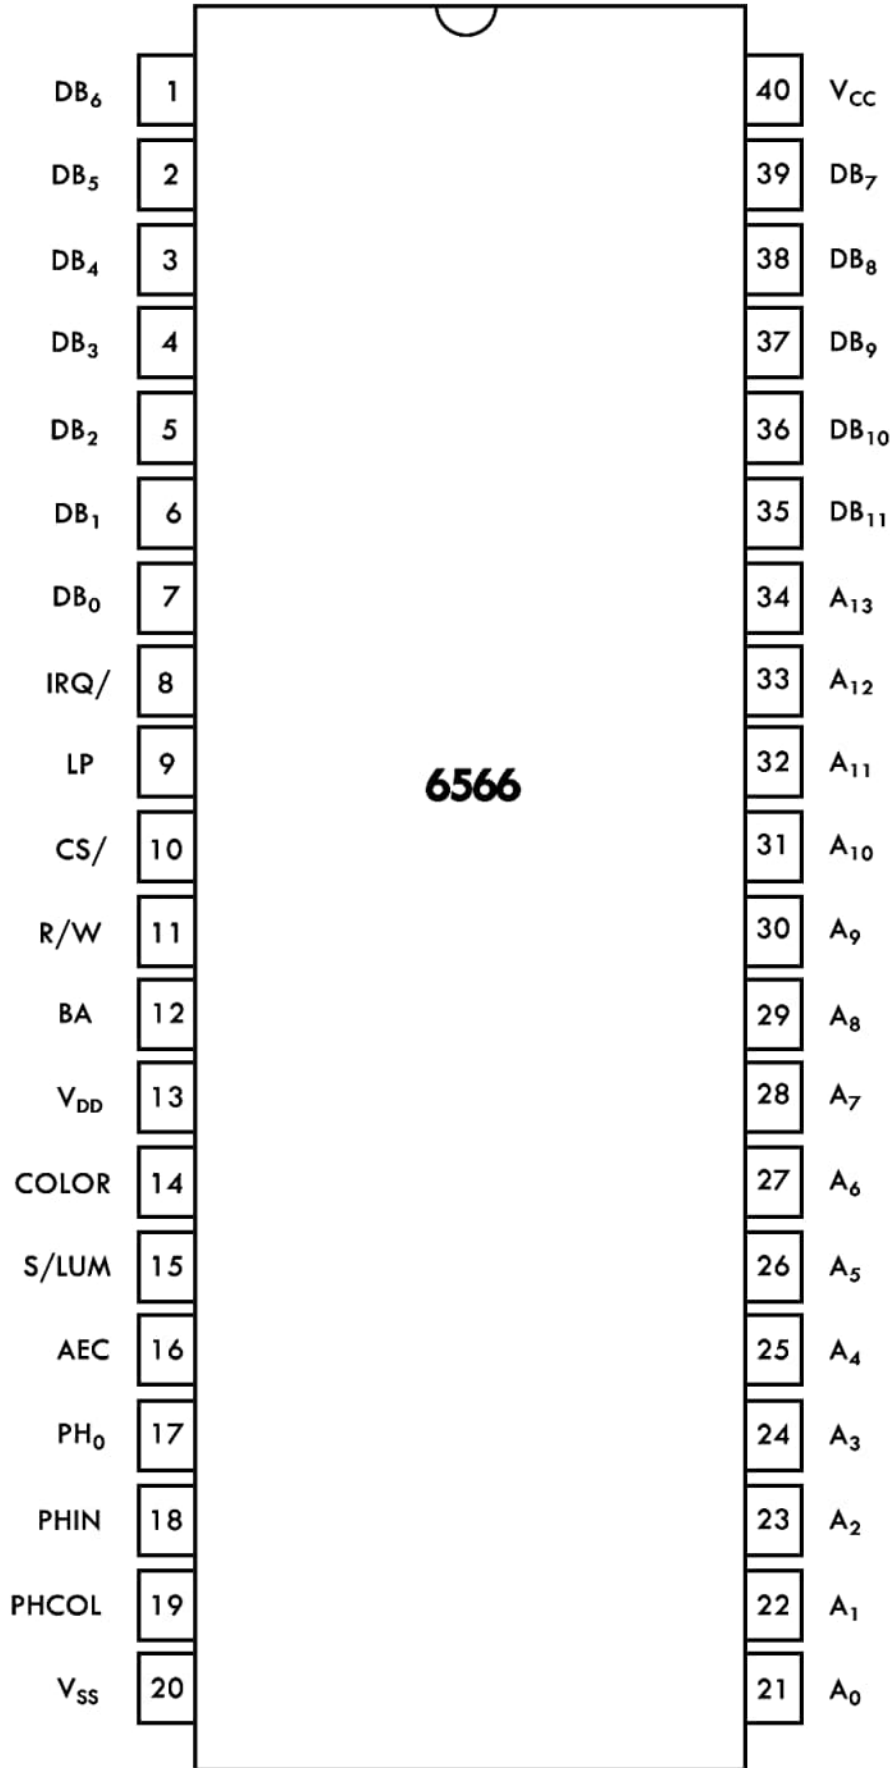 DB₆ 1 40 V_CC
DB₅ 2 39 DB₇
DB₄ 3 38 DB₈
DB₃ 4 37 DB₉
DB₂ 5 36 DB₁₀
DB₁ 6 35 DB₁₁
DB₀ 7 34 A₁₃
IRQ/ 8 33 A₁₂
LP 9 32 A₁₁
6566
CS/ 10 31 A₁₀
R/W 11 30 A₉
BA 12 29 A₈
V_DD 13 28 A₇
COLOR 14 27 A₆
S/LUM 15 26 A₅
AEC 16 25 A₄
PH₀ 17 24 A₃
PHIN 18 23 A₂
PHCOL 19 22 A₁
V_SS 20 21 A₀